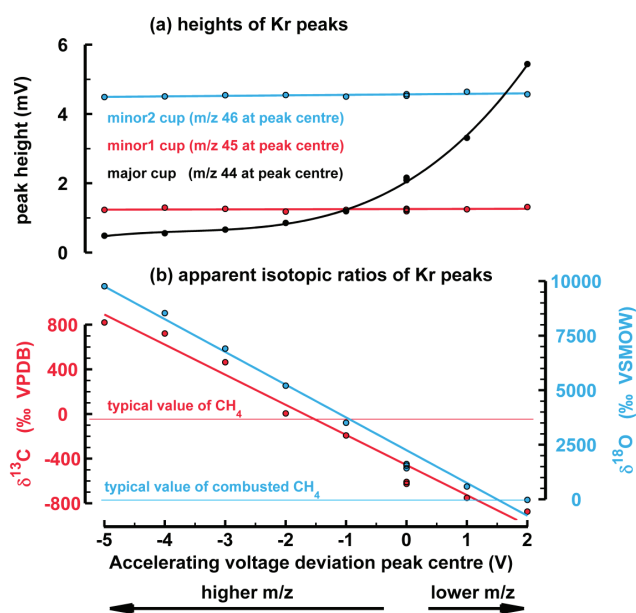 (a) heights of Kr peaks
6
4
2
0
peak height (mV)
minor2 cup (m/z 46 at peak centre)
minor1 cup (m/z 45 at peak centre)
major cup (m/z 44 at peak centre)
(b) apparent isotopic ratios of Kr peaks
800
400
0
-400
-800
δ13C (‰ VPDB)
10000
7500
5000
2500
0
δ18O (‰ VSMOW)
typical value of CH4
typical value of combusted CH4
-5 -4 -3 -2 -1 0 1 2
Accelerating voltage deviation peak centre (V)
higher m/z lower m/z